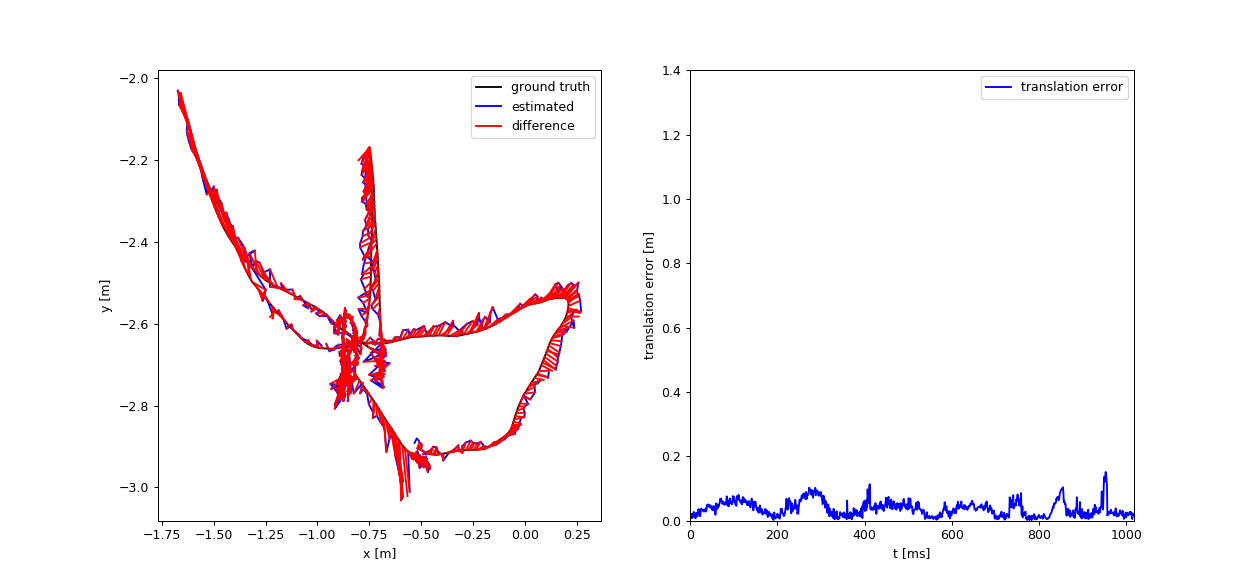 ground truth
estimated
difference
−2.0
−2.2
−2.4
−2.6
−2.8
−3.0
y [m]
−1.75 −1.50 −1.25 −1.00 −0.75 −0.50 −0.25 0.00 0.25
x [m]
translation error
1.4
1.2
1.0
0.8
0.6
0.4
0.2
0.0
translation error [m]
0 200 400 600 800 1000
t [ms]